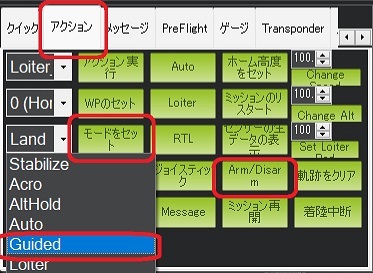 クイック アクション メッセージ PreFlight ゲージ Transponder
Loiter_ アクション実行 Auto ホーム高度をセット 100.
Change Speed
0 (Hor WPのセット Loiter ミッションのリスタート 100.
Change Alt
Land モードをセット RTL センサーの生データの表示 100.
Set Loiter Rad
Stabilize
Acro ジョイスティック Arm/Disarm 軌跡をクリア
AltHold
Auto Message ミッション再開 着陸中断
Guided
Loiter